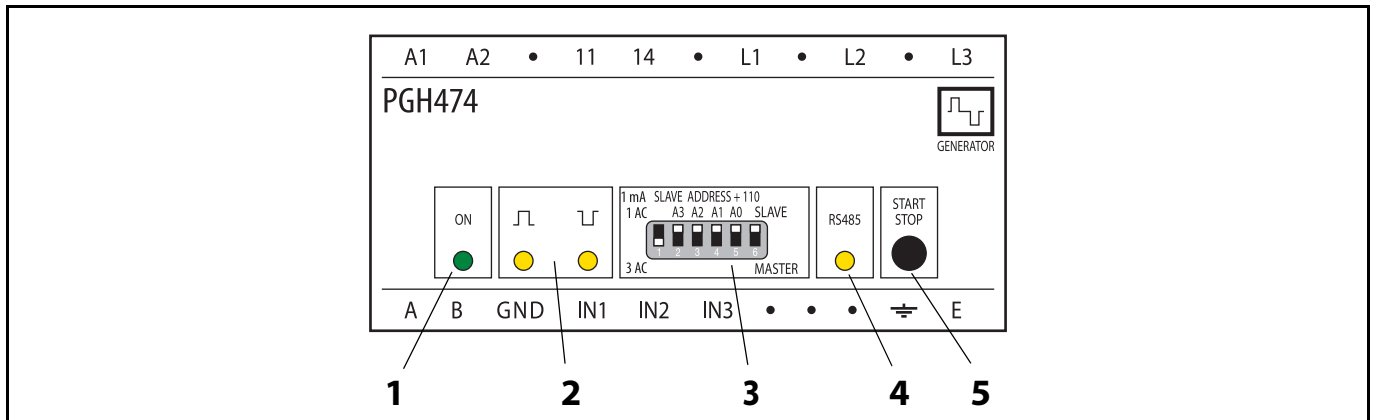 A1 A2 • 11 14 • L1 • L2 • L3
PGH474
GENERATOR
ON
1 mA SLAVE ADDRESS + 110
1 AC A3 A2 A1 A0 SLAVE
1 2 3 4 5 6
3 AC MASTER
RS485
START
STOP
A B GND IN1 IN2 IN3 • • • E
1 2 3 4 5